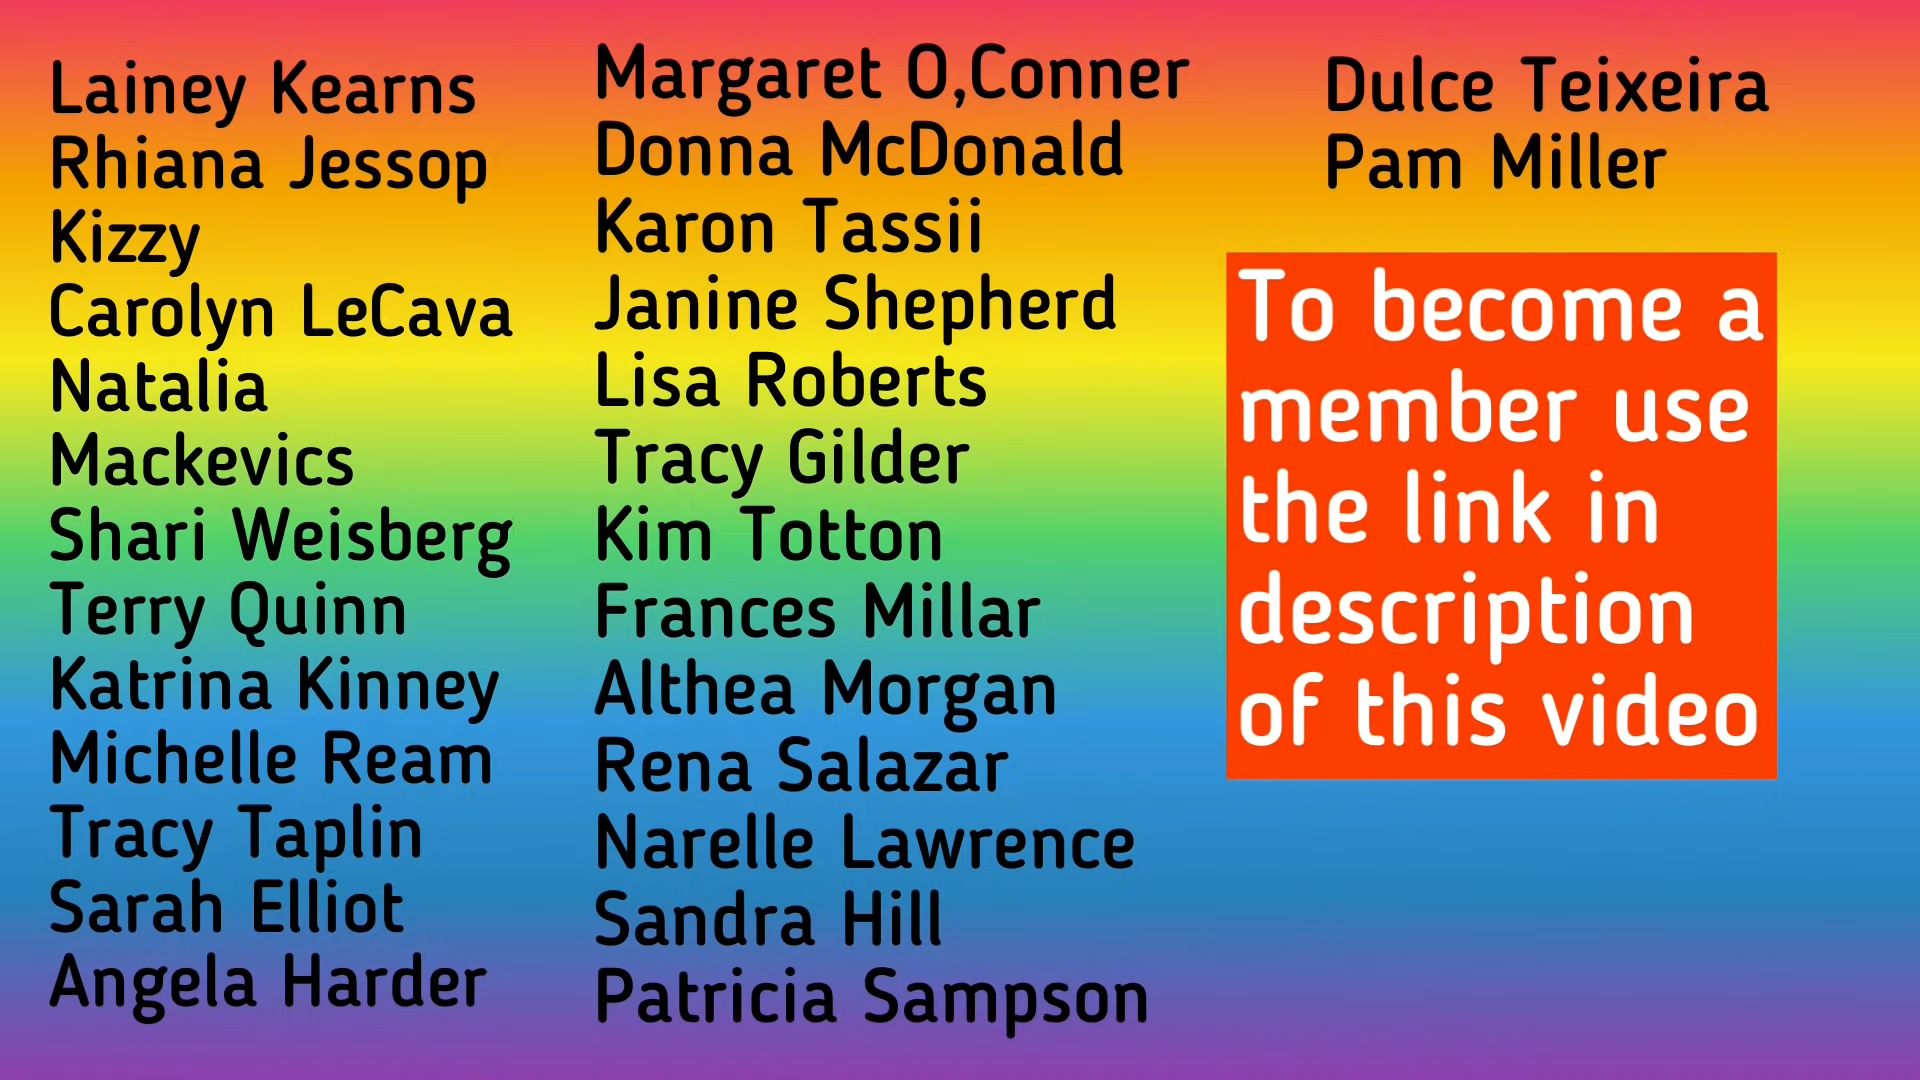 Lainey Kearns
Rhiana Jessop
Kizzy
Carolyn LeCava
Natalia
Mackevics
Shari Weisberg
Terry Quinn
Katrina Kinney
Michelle Ream
Tracy Taplin
Sarah Elliot
Angela Harder
Margaret O,Conner
Donna McDonald
Karon Tassii
Janine Shepherd
Lisa Roberts
Tracy Gilder
Kim Totton
Frances Millar
Althea Morgan
Rena Salazar
Narelle Lawrence
Sandra Hill
Patricia Sampson
Dulce Teixeira
Pam Miller
To become a
member use
the link in
description
of this video